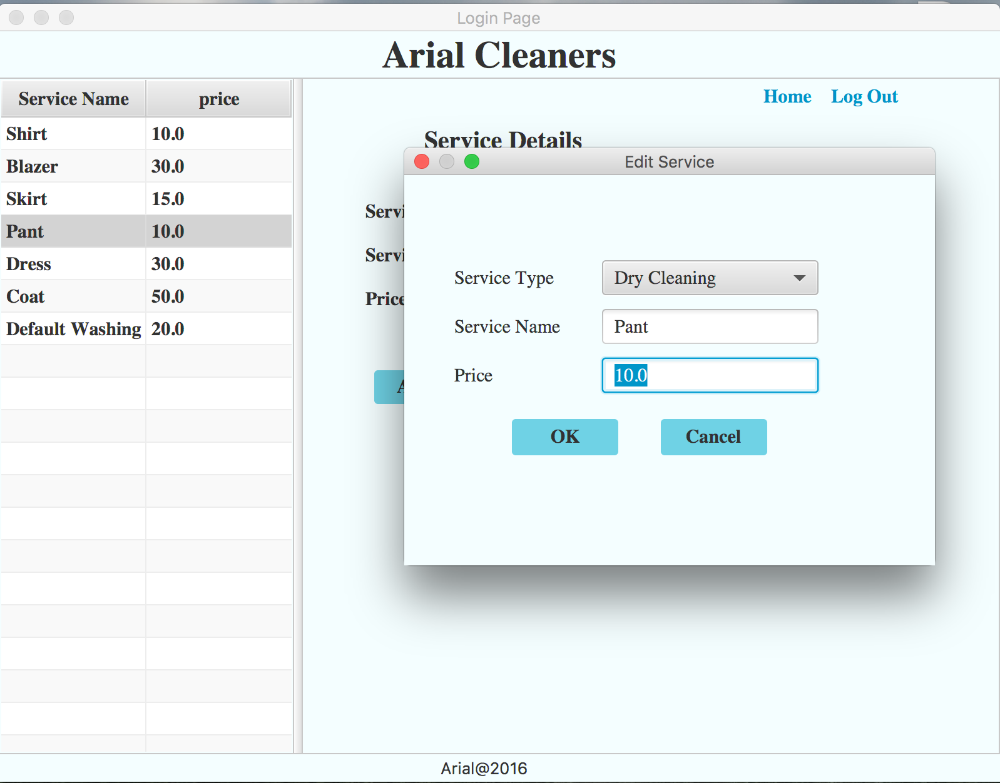 Login Page
Arial Cleaners
Service Name price
Shirt 10.0
Blazer 30.0
Skirt 15.0
Pant 10.0
Dress 30.0
Coat 50.0
Default Washing 20.0
Home Log Out
Service Details
Price
Edit Service
Service Type Dry Cleaning
Service Name Pant
Price 10.0
OK Cancel
Arial@2016